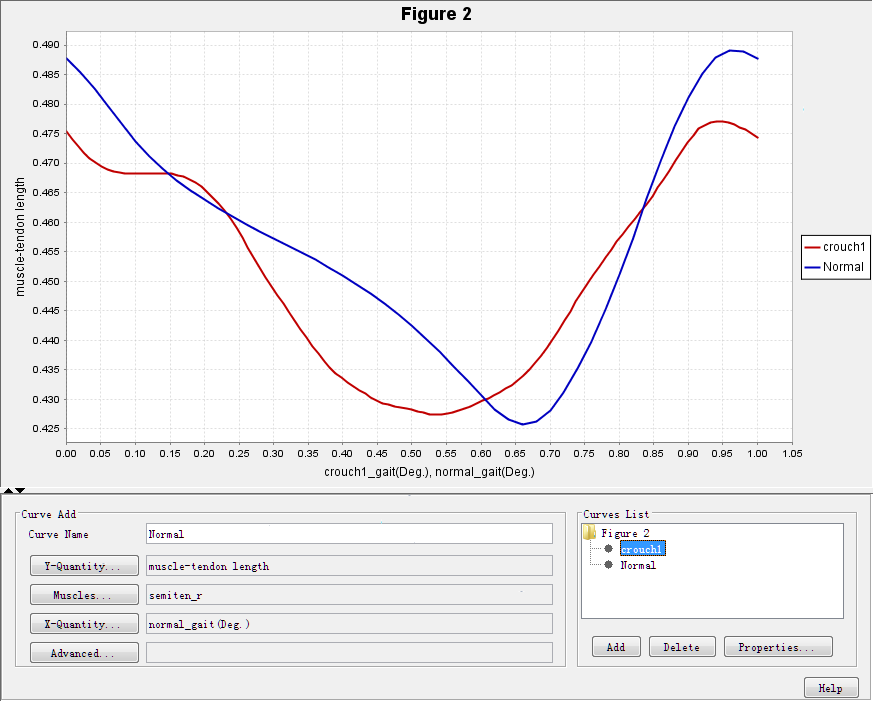 Figure 2
muscle-tendon length
0.490
0.485
0.480
0.475
0.470
0.465
0.460
0.455
0.450
0.445
0.440
0.435
0.430
0.425
0.00 0.05 0.10 0.15 0.20 0.25 0.30 0.35 0.40 0.45 0.50 0.55 0.60 0.65 0.70 0.75 0.80 0.85 0.90 0.95 1.00 1.05
crouch1_gait(Deg.), normal_gait(Deg.)
crouch1
Normal
Curve Add
Curve Name Normal
Y-Quantity... muscle-tendon length
Muscles... semiten_r
X-Quantity... normal_gait(Deg.)
Advanced...
Curves List
Figure 2
crouch1
Normal
Add Delete Properties...
Help